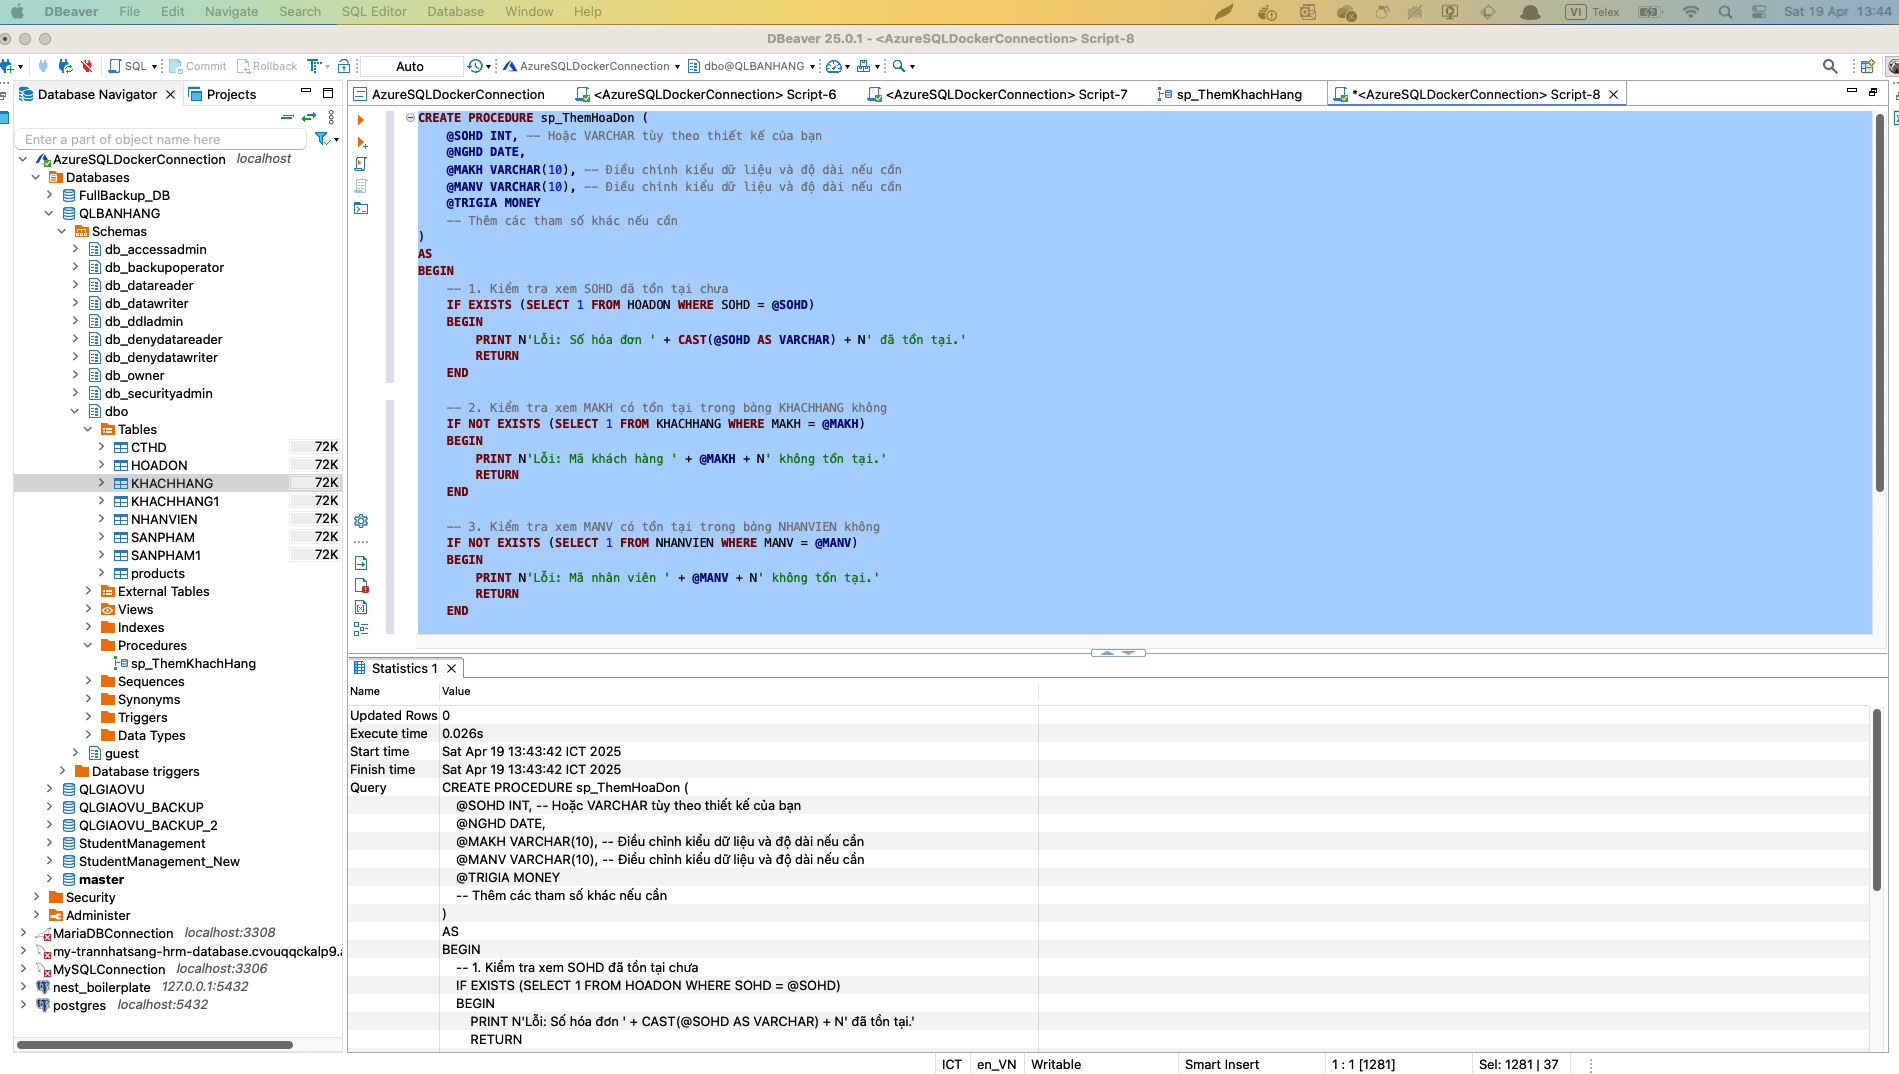 DBeaver File Edit Navigate Search SQL Editor Database Window Help VI Telex Sat 19 Apr 13:44
DBeaver 25.0.1 - <AzureSQLDockerConnection> Script-8
SQL Commit Rollback Auto AzureSQLDockerConnection dbo@QLBANHANG
Database Navigator Projects
Enter a part of object name here
AzureSQLDockerConnection localhost
Databases
FullBackup_DB
QLBANHANG
Schemas
db_accessadmin
db_backupoperator
db_datareader
db_datawriter
db_ddladmin
db_denydatareader
db_denydatawriter
db_owner
db_securityadmin
dbo
Tables
CTHD 72K
HOADON 72K
KHACHHANG 72K
KHACHHANG1 72K
NHANVIEN 72K
SANPHAM 72K
SANPHAM1 72K
products
External Tables
Views
Indexes
Procedures
sp_ThemKhachHang
Sequences
Synonyms
Triggers
Data Types
guest
Database triggers
QLGIAOVU
QLGIAOVU_BACKUP
QLGIAOVU_BACKUP_2
StudentManagement
StudentManagement_New
master
Security
Administer
MariaDBConnection localhost:3308
my-trannhatsang-hrm-database.cvouqqckalp9.a
MySQLConnection localhost:3306
nest_boilerplate 127.0.0.1:5432
postgres localhost:5432
AzureSQLDockerConnection <AzureSQLDockerConnection> Script-6 <AzureSQLDockerConnection> Script-7 sp_ThemKhachHang *<AzureSQLDockerConnection> Script-8
CREATE PROCEDURE sp_ThemHoaDon (
@SOHD INT, -- Hoặc VARCHAR tùy theo thiết kế của bạn
@NGHD DATE,
@MAKH VARCHAR(10), -- Điều chỉnh kiểu dữ liệu và độ dài nếu cần
@MANV VARCHAR(10), -- Điều chỉnh kiểu dữ liệu và độ dài nếu cần
@TRIGIA MONEY
-- Thêm các tham số khác nếu cần
)
AS
BEGIN
-- 1. Kiểm tra xem SOHD đã tồn tại chưa
IF EXISTS (SELECT 1 FROM HOADON WHERE SOHD = @SOHD)
BEGIN
PRINT N'Lỗi: Số hóa đơn ' + CAST(@SOHD AS VARCHAR) + N' đã tồn tại.'
RETURN
END
-- 2. Kiểm tra xem MAKH có tồn tại trong bảng KHACHHANG không
IF NOT EXISTS (SELECT 1 FROM KHACHHANG WHERE MAKH = @MAKH)
BEGIN
PRINT N'Lỗi: Mã khách hàng ' + @MAKH + N' không tồn tại.'
RETURN
END
-- 3. Kiểm tra xem MANV có tồn tại trong bảng NHANVIEN không
IF NOT EXISTS (SELECT 1 FROM NHANVIEN WHERE MANV = @MANV)
BEGIN
PRINT N'Lỗi: Mã nhân viên ' + @MANV + N' không tồn tại.'
RETURN
END
Statistics 1
Name Value
Updated Rows 0
Execute time 0.026s
Start time Sat Apr 19 13:43:42 ICT 2025
Finish time Sat Apr 19 13:43:42 ICT 2025
Query CREATE PROCEDURE sp_ThemHoaDon (
@SOHD INT, -- Hoặc VARCHAR tùy theo thiết kế của bạn
@NGHD DATE,
@MAKH VARCHAR(10), -- Điều chỉnh kiểu dữ liệu và độ dài nếu cần
@MANV VARCHAR(10), -- Điều chỉnh kiểu dữ liệu và độ dài nếu cần
@TRIGIA MONEY
-- Thêm các tham số khác nếu cần
)
AS
BEGIN
-- 1. Kiểm tra xem SOHD đã tồn tại chưa
IF EXISTS (SELECT 1 FROM HOADON WHERE SOHD = @SOHD)
BEGIN
PRINT N'Lỗi: Số hóa đơn ' + CAST(@SOHD AS VARCHAR) + N' đã tồn tại.'
RETURN
ICT en_VN Writable Smart Insert 1 : 1 [1281] Sel: 1281 | 37